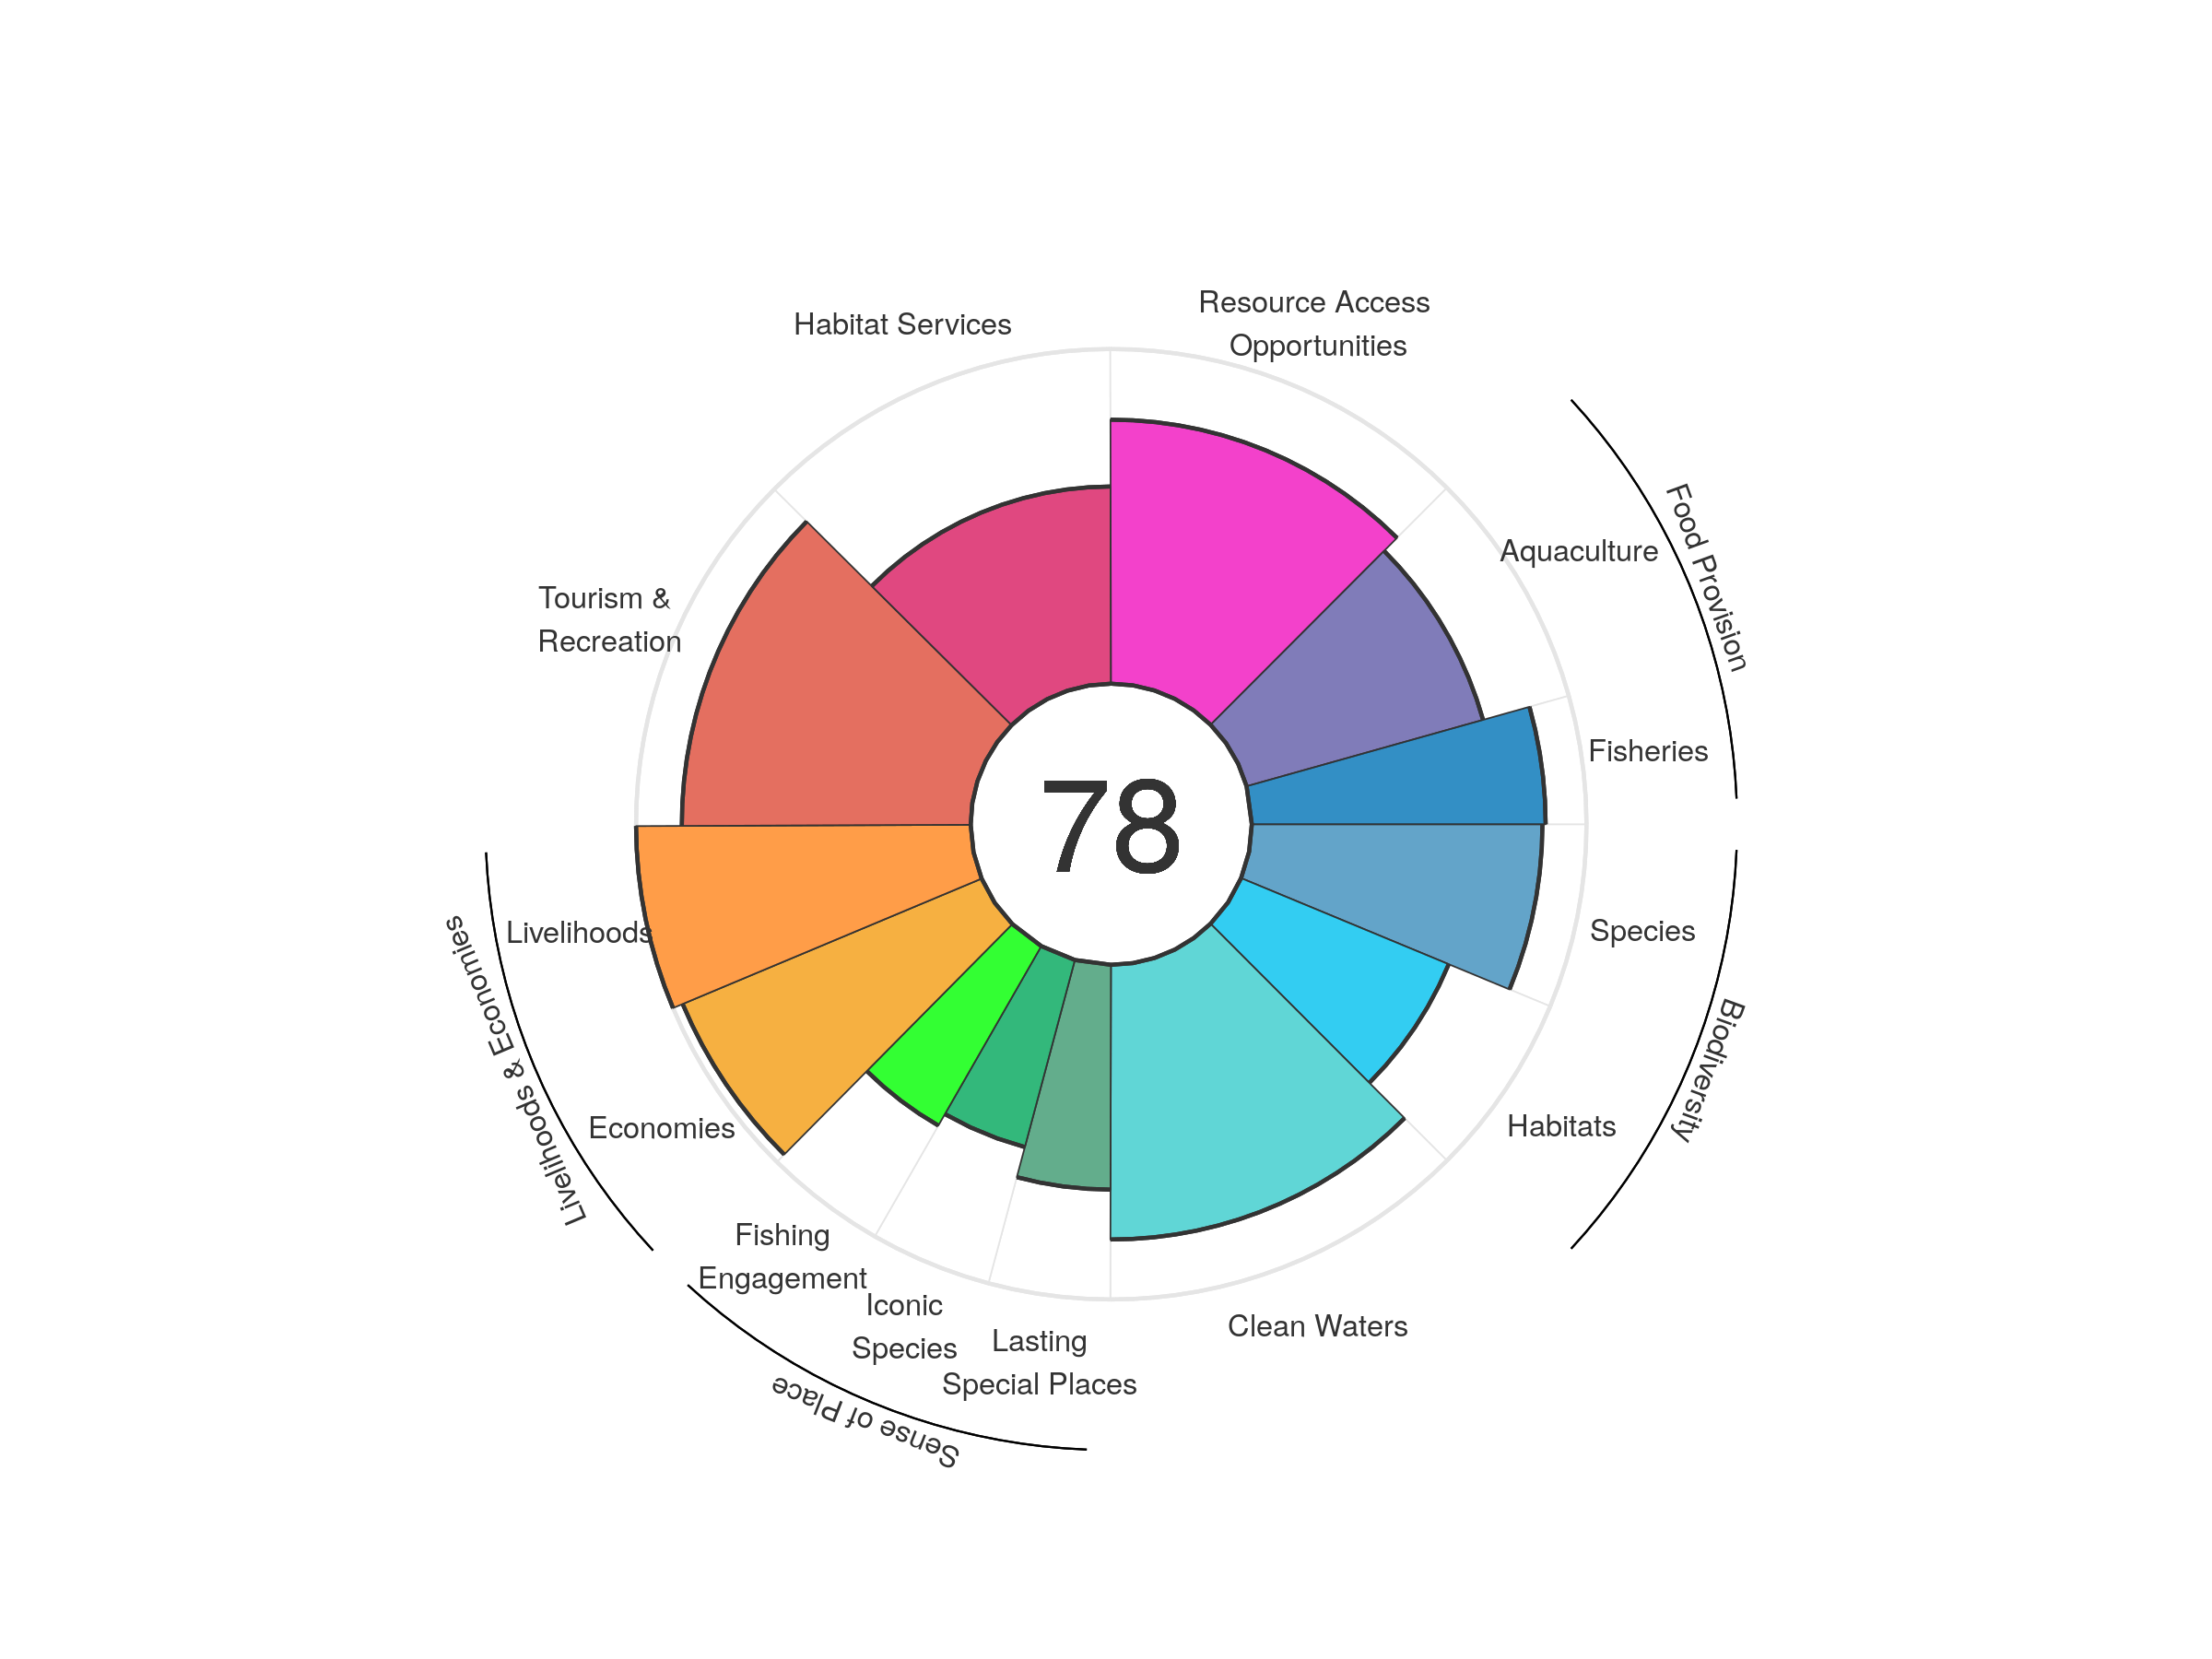 Resource Access
Opportunities
Habitat Services
Aquaculture
Food Provision
Tourism &
Recreation
Fisheries
78
Livelihoods
Species
Livelihoods & Economies
Biodiversity
Economies
Habitats
Fishing
Engagement
Iconic
Species
Lasting
Special Places
Clean Waters
Sense of Place